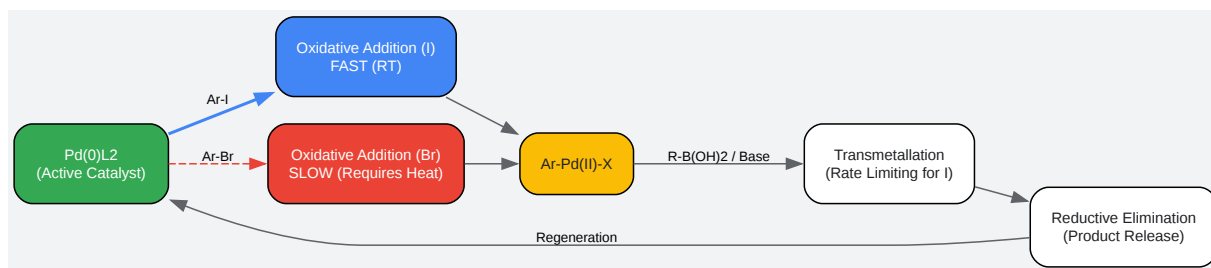 Oxidative Addition (I)
FAST (RT)
Ar-I
Pd(0)L2
(Active Catalyst)
Ar-Br
Oxidative Addition (Br)
SLOW (Requires Heat)
Ar-Pd(II)-X
R-B(OH)2 / Base
Transmetallation
(Rate Limiting for I)
Reductive Elimination
(Product Release)
Regeneration